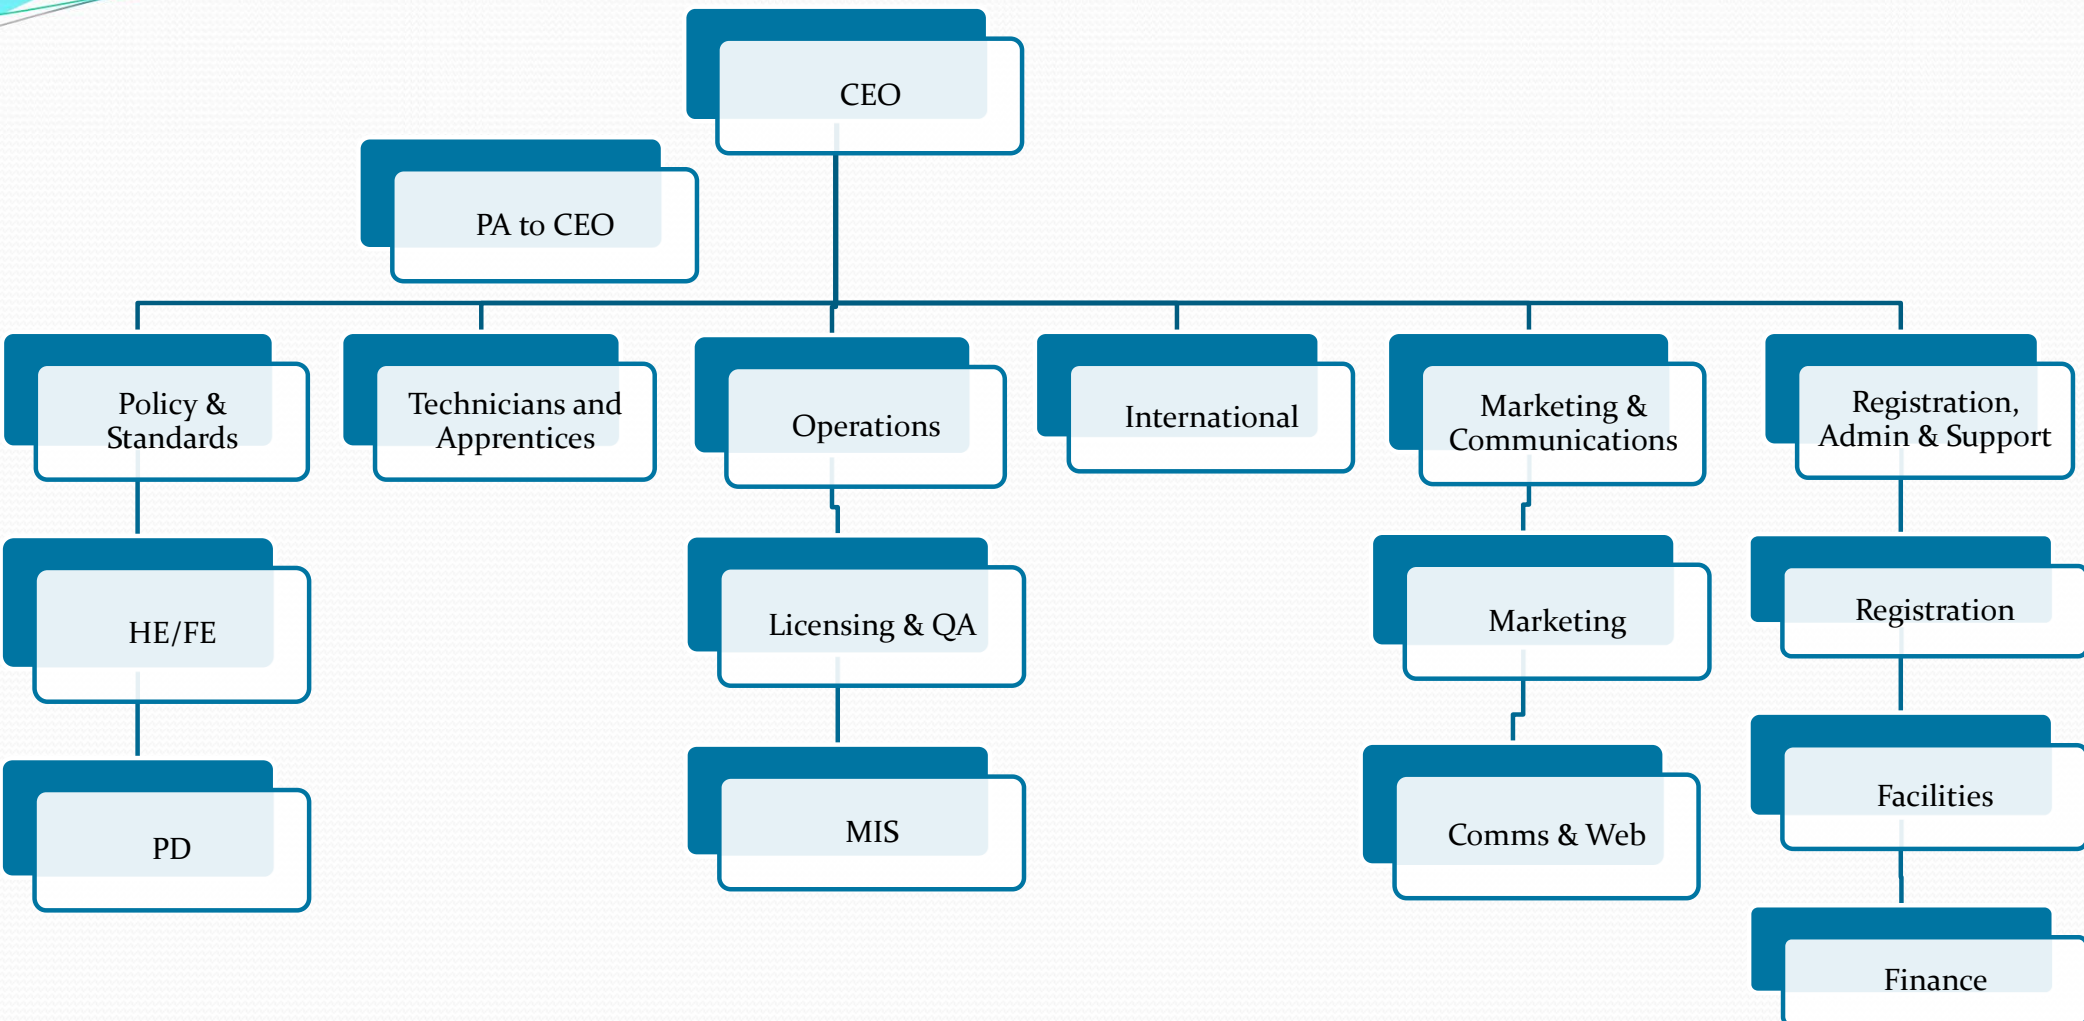 CEO
PA to CEO
Policy &
Standards
Technicians and
Apprentices
Operations
International
Marketing &
Communications
Registration,
Admin & Support
HE/FE
Licensing & QA
Marketing
Registration
PD
MIS
Comms & Web
Facilities
Finance